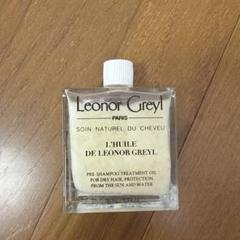 Leonor Greyl
PARIS
SOIN NATUREL DU CHEVEU
L'HUILE
DE LEONOR GREYL
PRE-SHAMPOO TREATMENT OIL
FOR DRY HAIR, PROTECTION
FROM THE SUN AND WATER